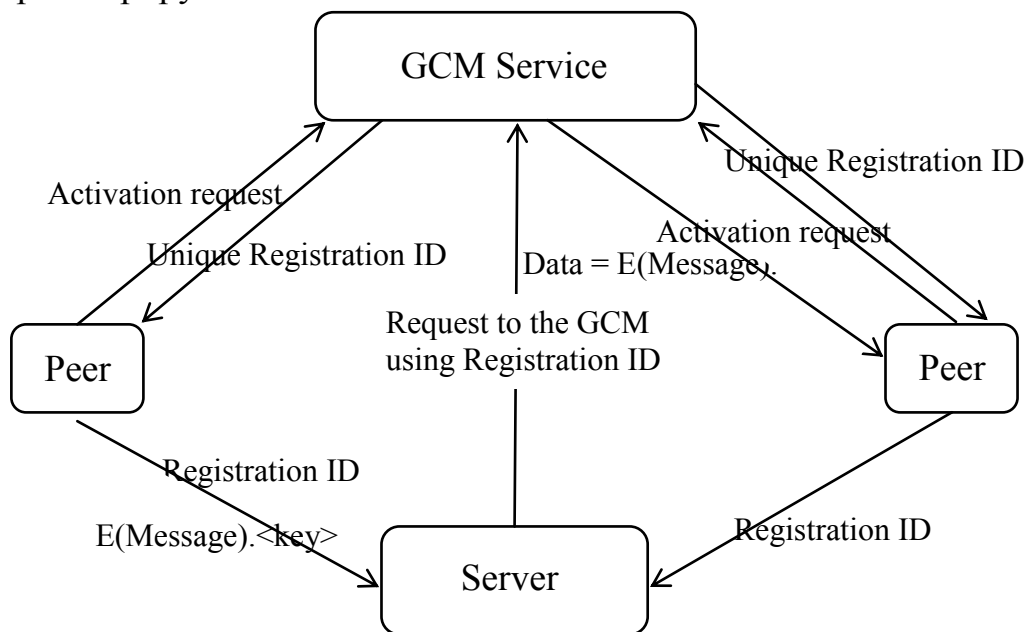 GCM Service
Unique Registration ID
Activation request
Activation request
Unique Registration ID
Data = E(Message).
Request to the GCM
using Registration ID
Peer
Peer
Registration ID
E(Message).<key>
Registration ID
Server